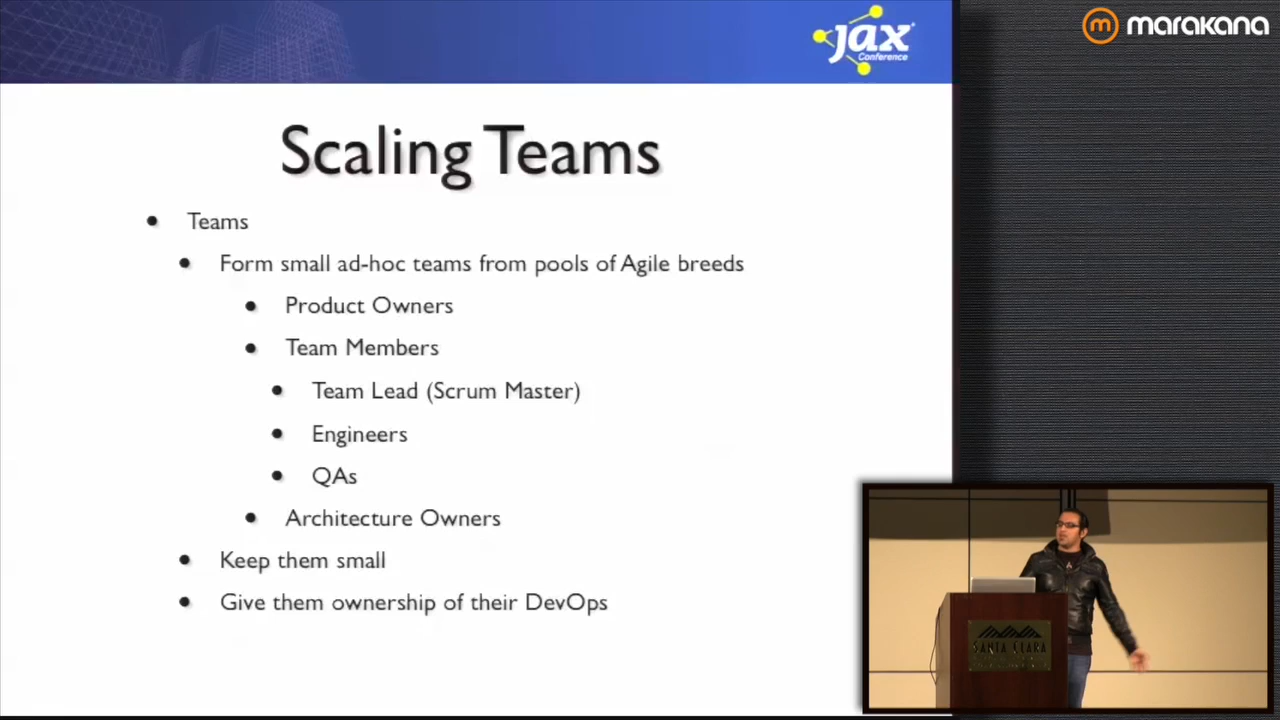 jax
Conference
marakana
Scaling Teams
Teams
Form small ad-hoc teams from pools of Agile breeds
Product Owners
Team Members
Team Lead (Scrum Master)
Engineers
QAs
Architecture Owners
Keep them small
Give them ownership of their DevOps
SANTA CLARA